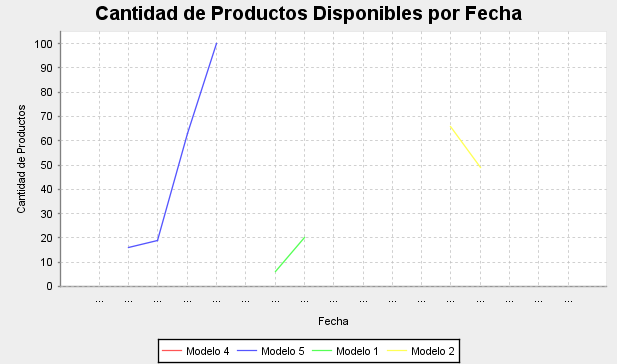 Cantidad de Productos Disponibles por Fecha
Cantidad de Productos
100
90
80
70
60
50
40
30
20
10
0
... ... ... ... ... ... ... ... ... ... ... ... ... ... ... ... ...
Fecha
Modelo 4 Modelo 5 Modelo 1 Modelo 2